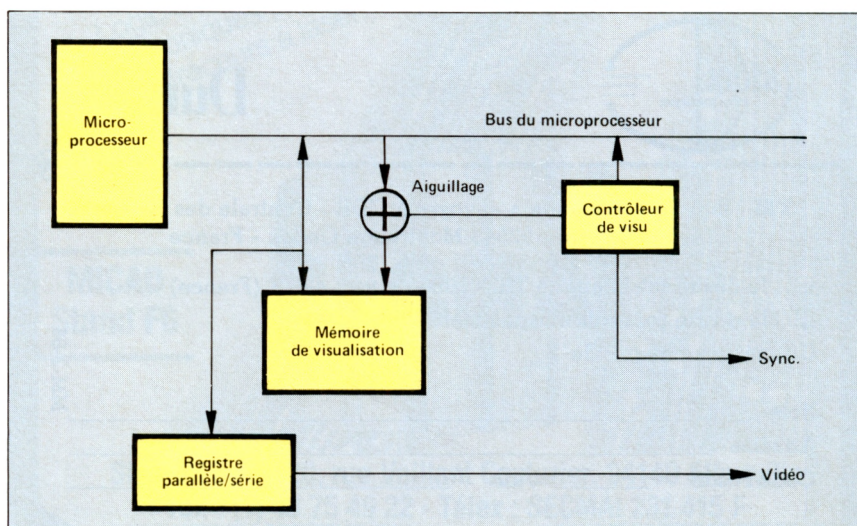 Micro-
processeur
Bus du microprocesseur
Aiguillage
Contrôleur
de visu
Mémoire
de visualisation
Sync.
Registre
parallèle/série
Vidéo